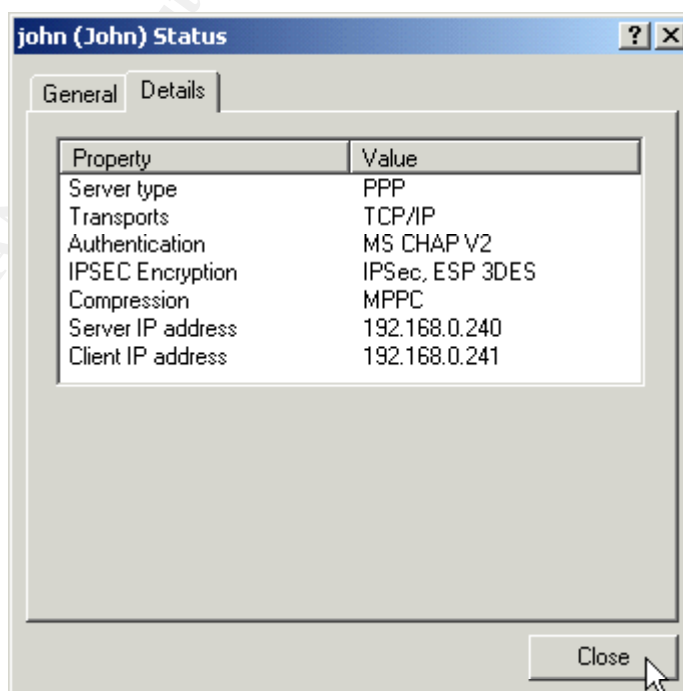 john (John) Status
General Details
Property Value
Server type PPP
Transports TCP/IP
Authentication MS CHAP V2
IPSEC Encryption IPSec, ESP 3DES
Compression MPPC
Server IP address 192.168.0.240
Client IP address 192.168.0.241
Close